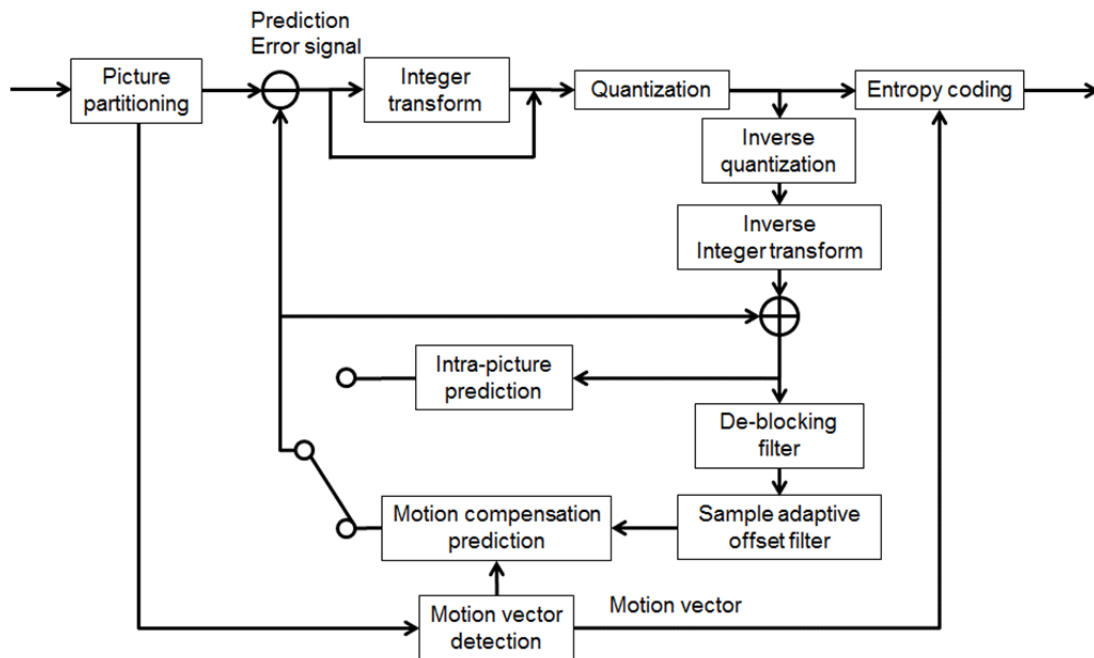 Prediction
Error signal
Picture
partitioning
Integer
transform
Quantization
Entropy coding
Inverse
quantization
Inverse
Integer transform
Intra-picture
prediction
De-blocking
filter
Motion compensation
prediction
Sample adaptive
offset filter
Motion vector
detection
Motion vector